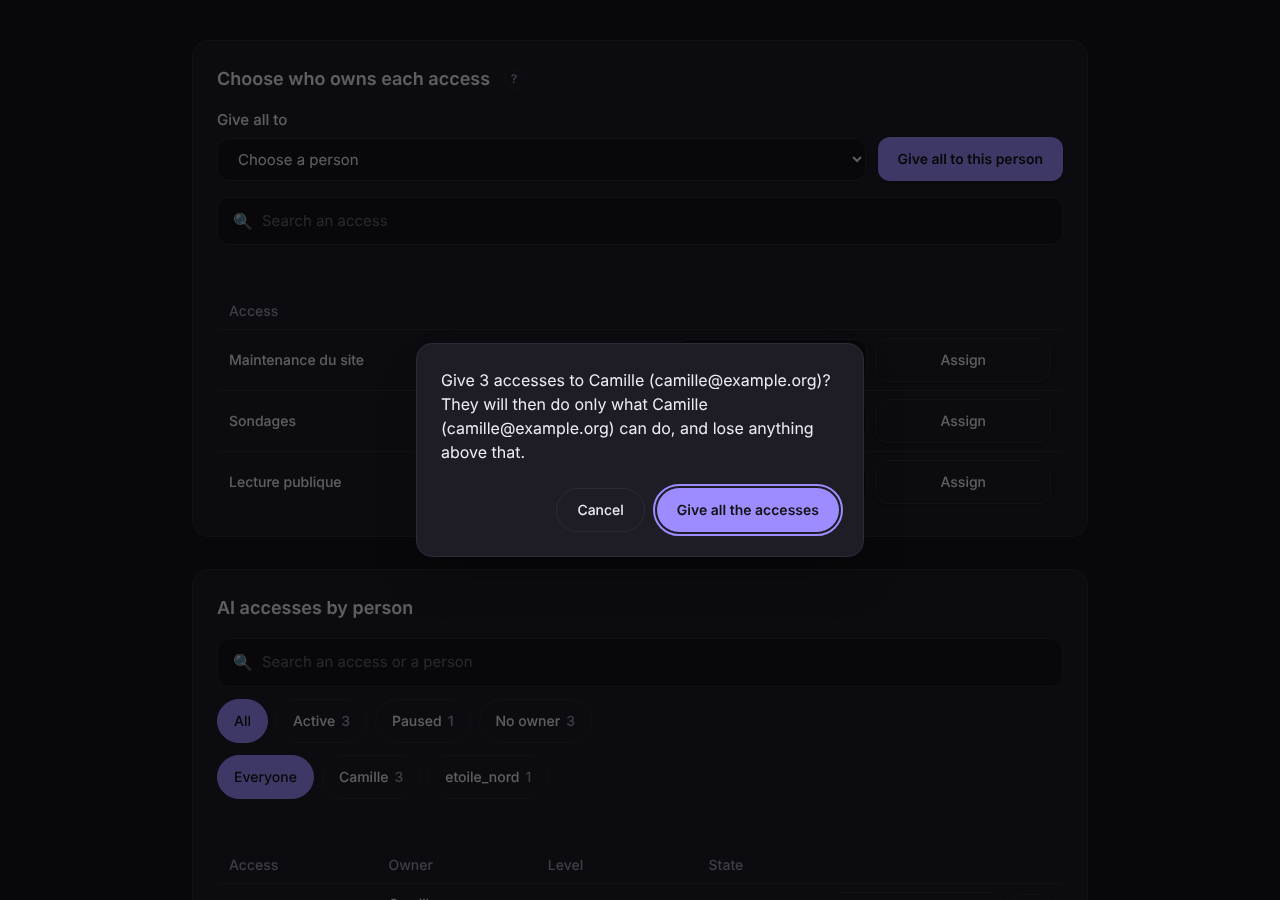 Choose who owns each access ?
Give all to
Choose a person
Give all to this person
Search an access
Access
Maintenance du site
Assign
Sondages
Assign
Lecture publique
Assign
Give 3 accesses to Camille (camille@example.org)?
They will then do only what Camille
(camille@example.org) can do, and lose anything
above that.
Cancel
Give all the accesses
AI accesses by person
Search an access or a person
All Active 3 Paused 1 No owner 3
Everyone Camille 3 etoile_nord 1
Access Owner Level State